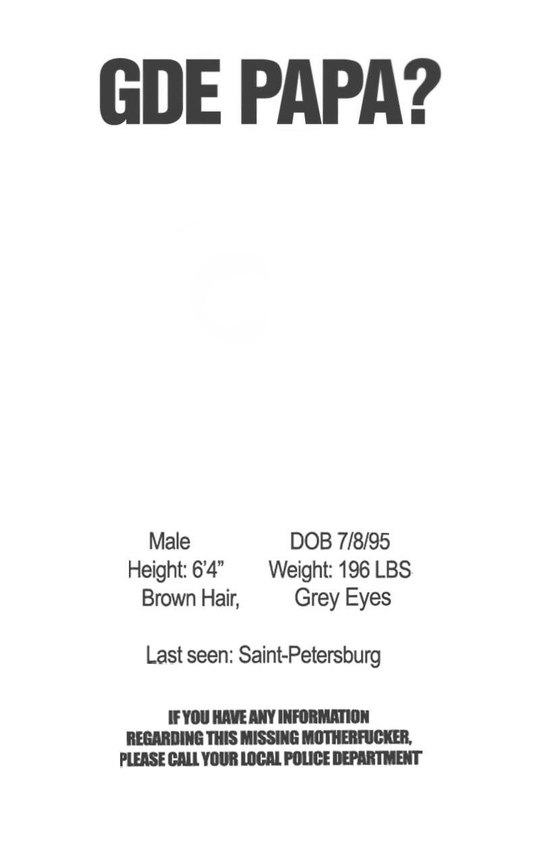 GDE PAPA?
Male DOB 7/8/95
Height: 6'4” Weight: 196 LBS
Brown Hair, Grey Eyes
Last seen: Saint-Petersburg
IF YOU HAVE ANY INFORMATION
REGARDING THIS MISSING MOTHERFUCKER,
PLEASE CALL YOUR LOCAL POLICE DEPARTMENT